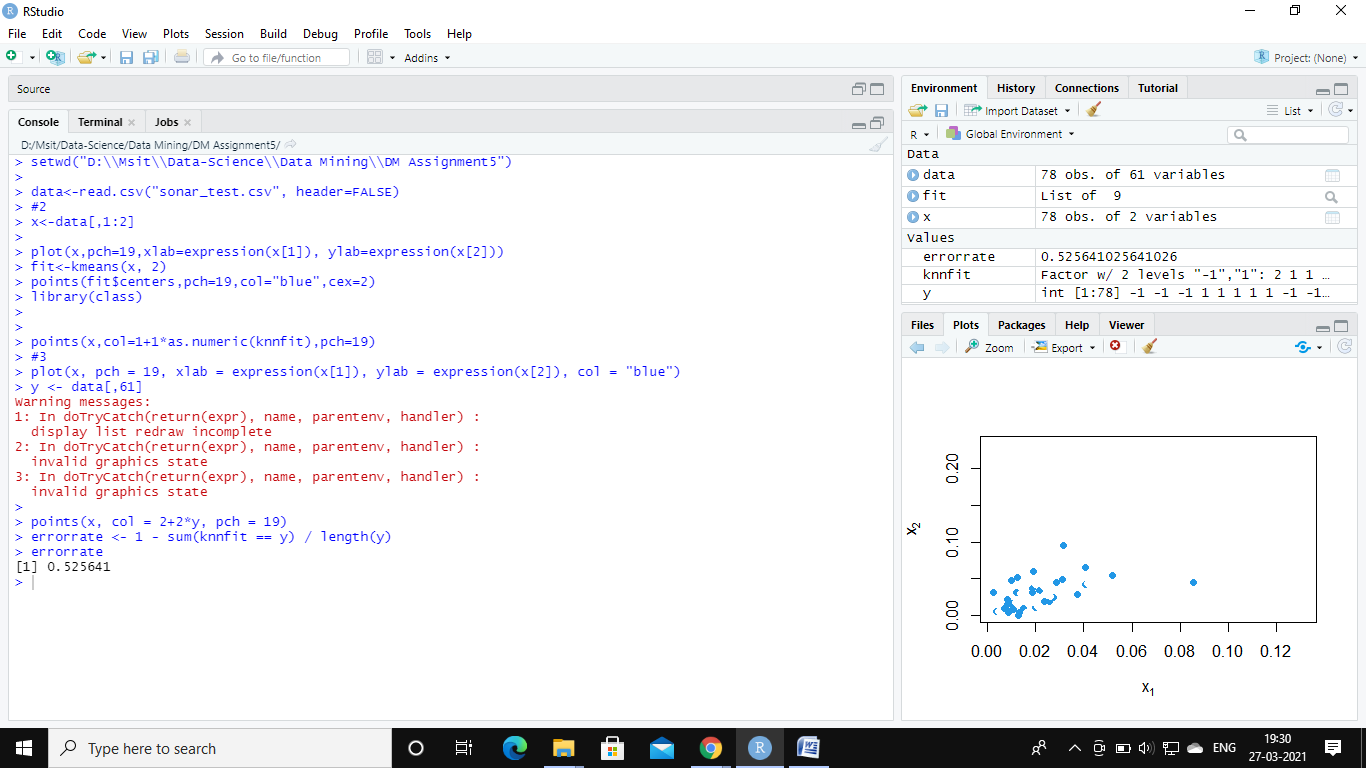 RStudio
File Edit Code View Plots Session Build Debug Profile Tools Help
Go to file/function
Addins
Project: (None)
Source
Console Terminal Jobs
D:/Msit/Data-Science/Data Mining/DM Assignment5/
> setwd("D:\\Msit\\Data-Science\\Data Mining\\DM Assignment5")
>
> data<-read.csv("sonar_test.csv", header=FALSE)
> #2
> x<-data[,1:2]
>
> plot(x,pch=19,xlab=expression(x[1]), ylab=expression(x[2]))
> fit<-kmeans(x, 2)
> points(fit$centers,pch=19,col="blue",cex=2)
> library(class)
>
>
> points(x,col=1+1*as.numeric(knnfit),pch=19)
> #3
> plot(x, pch = 19, xlab = expression(x[1]), ylab = expression(x[2]), col = "blue")
> y <- data[,61]
Warning messages:
1: In doTryCatch(return(expr), name, parentenv, handler) :
display list redraw incomplete
2: In doTryCatch(return(expr), name, parentenv, handler) :
invalid graphics state
3: In doTryCatch(return(expr), name, parentenv, handler) :
invalid graphics state
>
> points(x, col = 2+2*y, pch = 19)
> errorrate <- 1 - sum(knnfit == y) / length(y)
> errorrate
[1] 0.525641
>
Environment History Connections Tutorial
Import Dataset List
R Global Environment
Data
data 78 obs. of 61 variables
fit List of 9
x 78 obs. of 2 variables
Values
errorrate 0.525641025641026
knnfit Factor w/ 2 levels "-1","1": 2 1 1 …
y int [1:78] -1 -1 -1 1 1 1 1 1 -1 -1…
Files Plots Packages Help Viewer
Zoom Export
0.20
0.10
0.00
x₂
0.00 0.02 0.04 0.06 0.08 0.10 0.12
x₁
Type here to search
ENG
19:30
27-03-2021